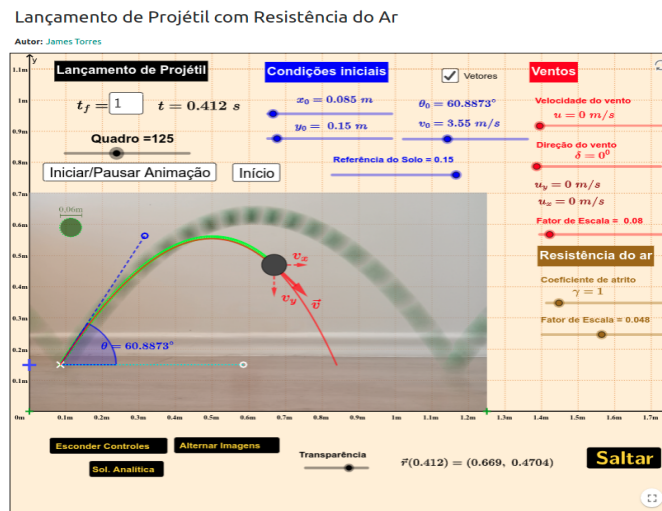 Lançamento de Projétil com Resistência do Ar
Autor: James Torres
y
Lançamento de Projétil
t_f = 1
t = 0.412 s
Quadro =125
Iniciar/Pausar Animação
Início
Condições iniciais
Vetores
x₀ = 0.085 m
θ₀ = 60.8873°
y₀ = 0.15 m
v₀ = 3.55 m/s
Referência do Solo = 0.15
Ventos
Velocidade do vento
u = 0 m/s
Direção do vento
δ = 0⁰
u_y = 0 m/s
u_x = 0 m/s
Fator de Escala = 0.08
Resistência do ar
Coeficiente de atrito
γ = 1
Fator de Escala = 0.048
1.1m
1m
0.9m
0.8m
0.7m
0.6m
0.5m
0.4m
0.3m
0.2m
0.1m
0.06m
v_x
v_y
v⃗
θ = 60.8873°
0m 0.1m 0.2m 0.3m 0.4m 0.5m 0.6m 0.7m 0.8m 0.9m 1m 1.1m 1.2m 1.3m 1.4m 1.5m 1.6m 1.7m
Esconder Controles
Alternar Imagens
Sol. Analítica
Transparência
r⃗(0.412) = (0.669, 0.4704)
Saltar